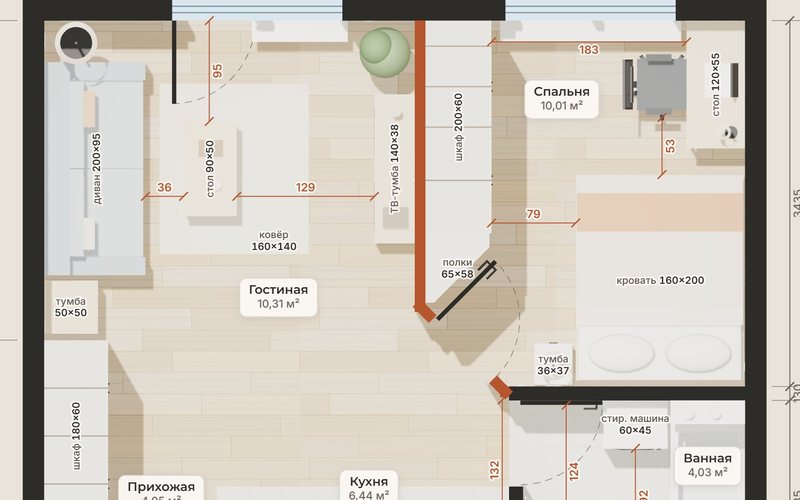 183
95
Спальня
10,01 м²
стол 120×55
шкаф 200×60
53
диван 200×95
36
стол 90×50
129
ТВ-тумба 140×38
3435
79
ковёр
160×140
полки
65×58
кровать 160×200
Гостиная
10,31 м²
тумба
50×50
тумба
36×37
130
шкаф 180×60
стир. машина
60×45
132
124
Ванная
4,03 м²
Прихожая
Кухня
6,44 м²